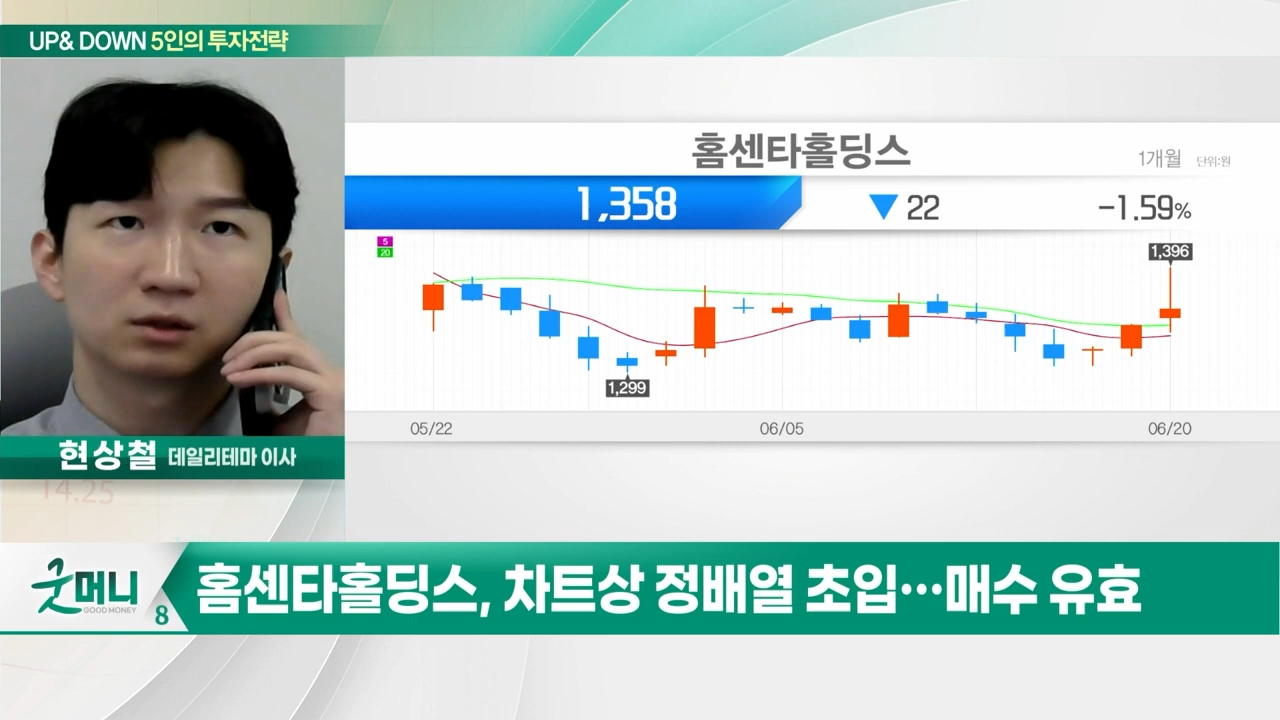 UP& DOWN 5인의 투자전략
홈센타홀딩스
1개월 단위:원
1,358 ▼ 22 -1.59%
5
20
1,396
1,299
05/22 06/05 06/20
현상철 데일리테마 이사
14.25
굿머니
GOOD MONEY
8
홈센타홀딩스, 차트상 정배열 초입…매수 유효